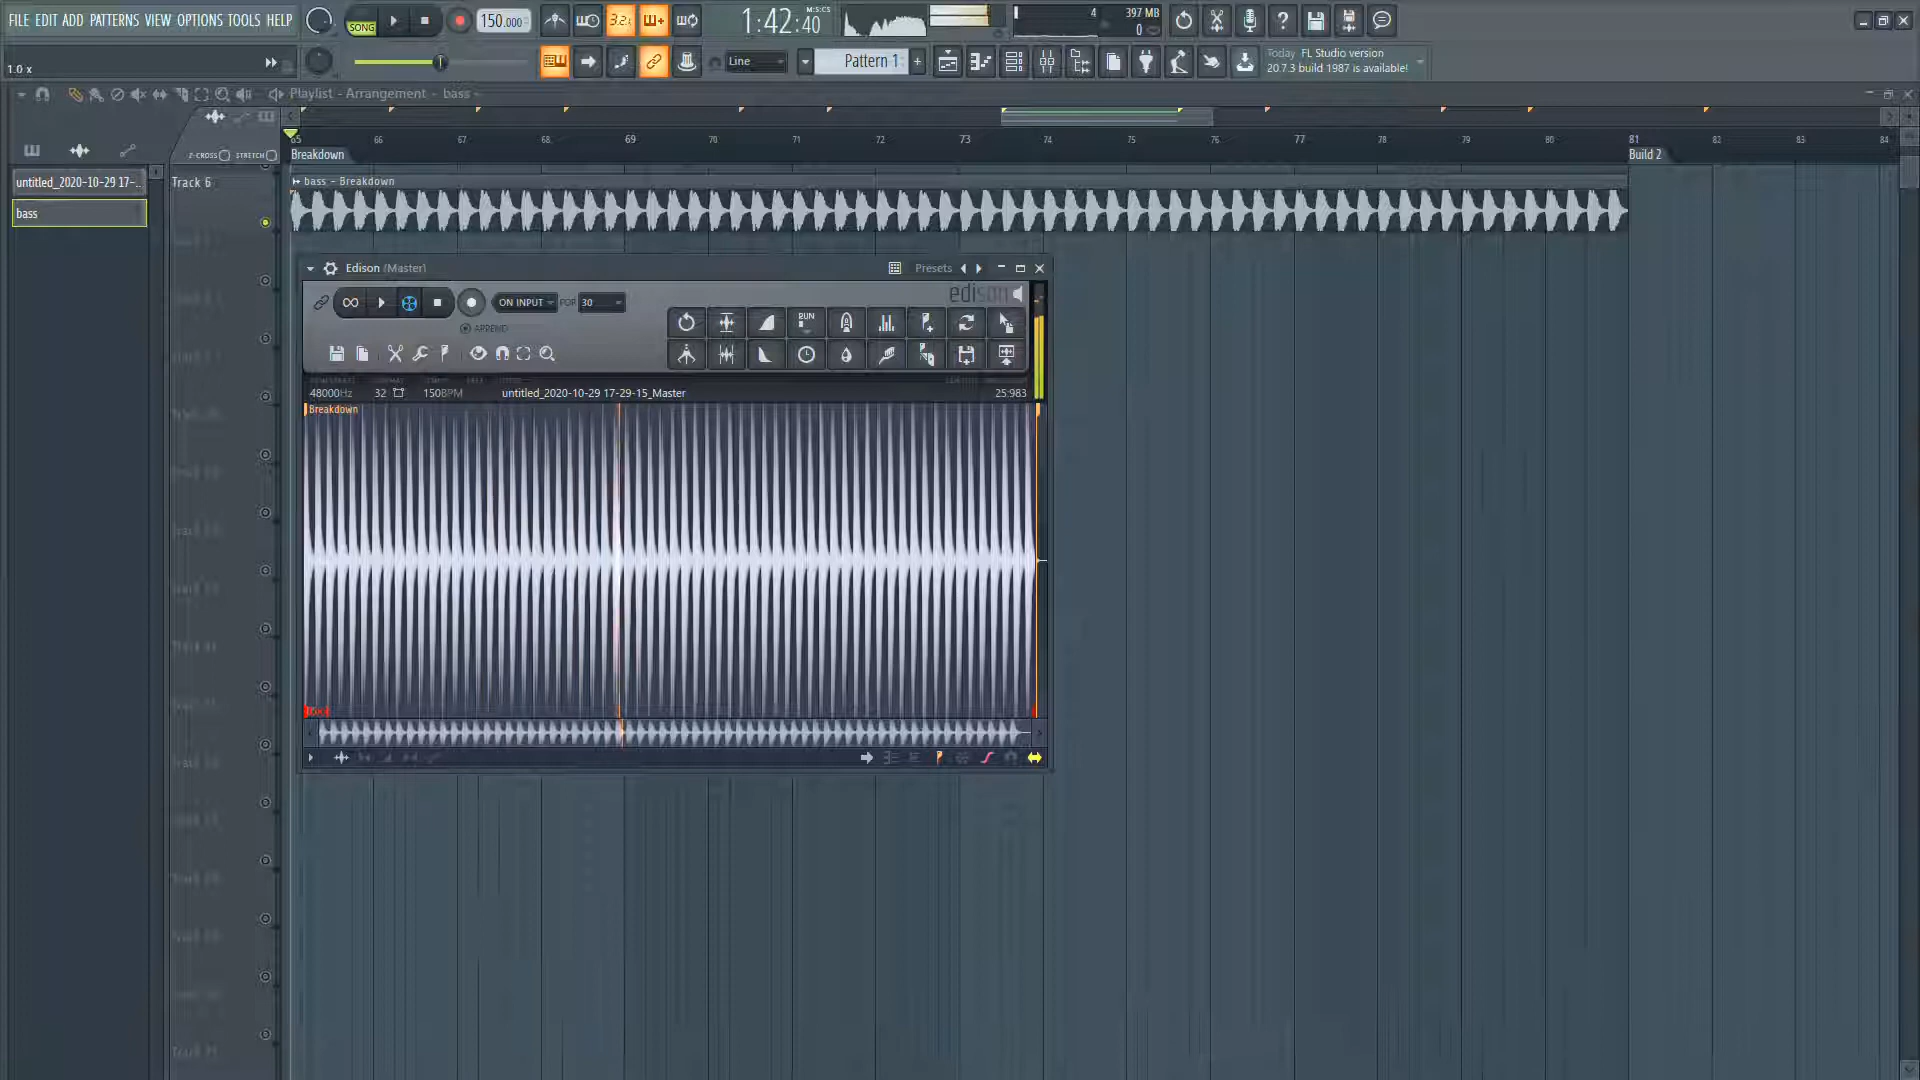 FILE EDIT ADD PATTERNS VIEW OPTIONS TOOLS HELP
SONG
150.000
3.2.
1:42:40
M:S:CS
4
397 MB
0
1.0 x
Line
Pattern 1
Today FL Studio version
20.7.3 build 1987 is available!
Playlist - Arrangement - bass -
65 66 67 68 69 70 71 72 73 74 75 76 77 78 79 80 81 82 83 84
Z-CROSS STRETCH
Breakdown
Build 2
untitled_2020-10-29 17-..
bass
Track 6
bass - Breakdown
Edison (Master)
Presets
ON INPUT
FOR
30
APPEND
edison
RUN
48000Hz
32
150BPM
untitled_2020-10-29 17-29-15_Master
25:983
Breakdown